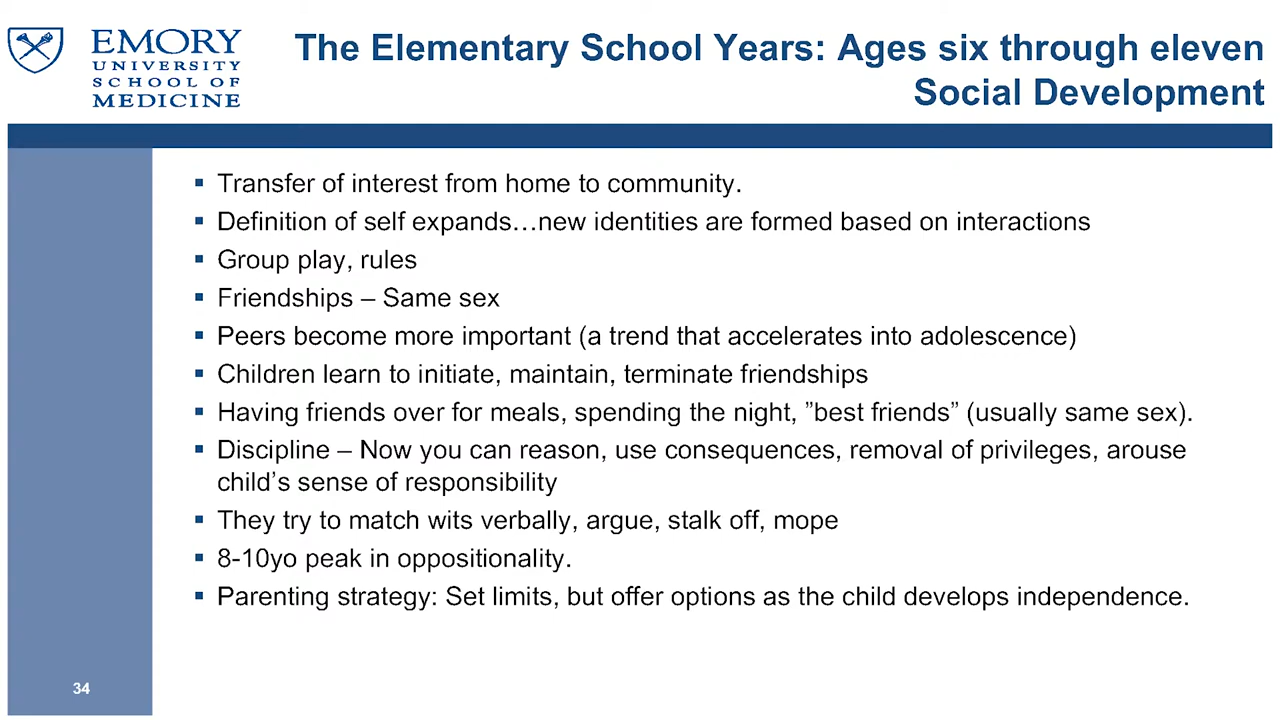 EMORY
UNIVERSITY
SCHOOL OF
MEDICINE
The Elementary School Years: Ages six through eleven
Social Development
▪ Transfer of interest from home to community.
▪ Definition of self expands…new identities are formed based on interactions
▪ Group play, rules
▪ Friendships – Same sex
▪ Peers become more important (a trend that accelerates into adolescence)
▪ Children learn to initiate, maintain, terminate friendships
▪ Having friends over for meals, spending the night, ”best friends” (usually same sex).
▪ Discipline – Now you can reason, use consequences, removal of privileges, arouse
child’s sense of responsibility
▪ They try to match wits verbally, argue, stalk off, mope
▪ 8-10yo peak in oppositionality.
▪ Parenting strategy: Set limits, but offer options as the child develops independence.
34